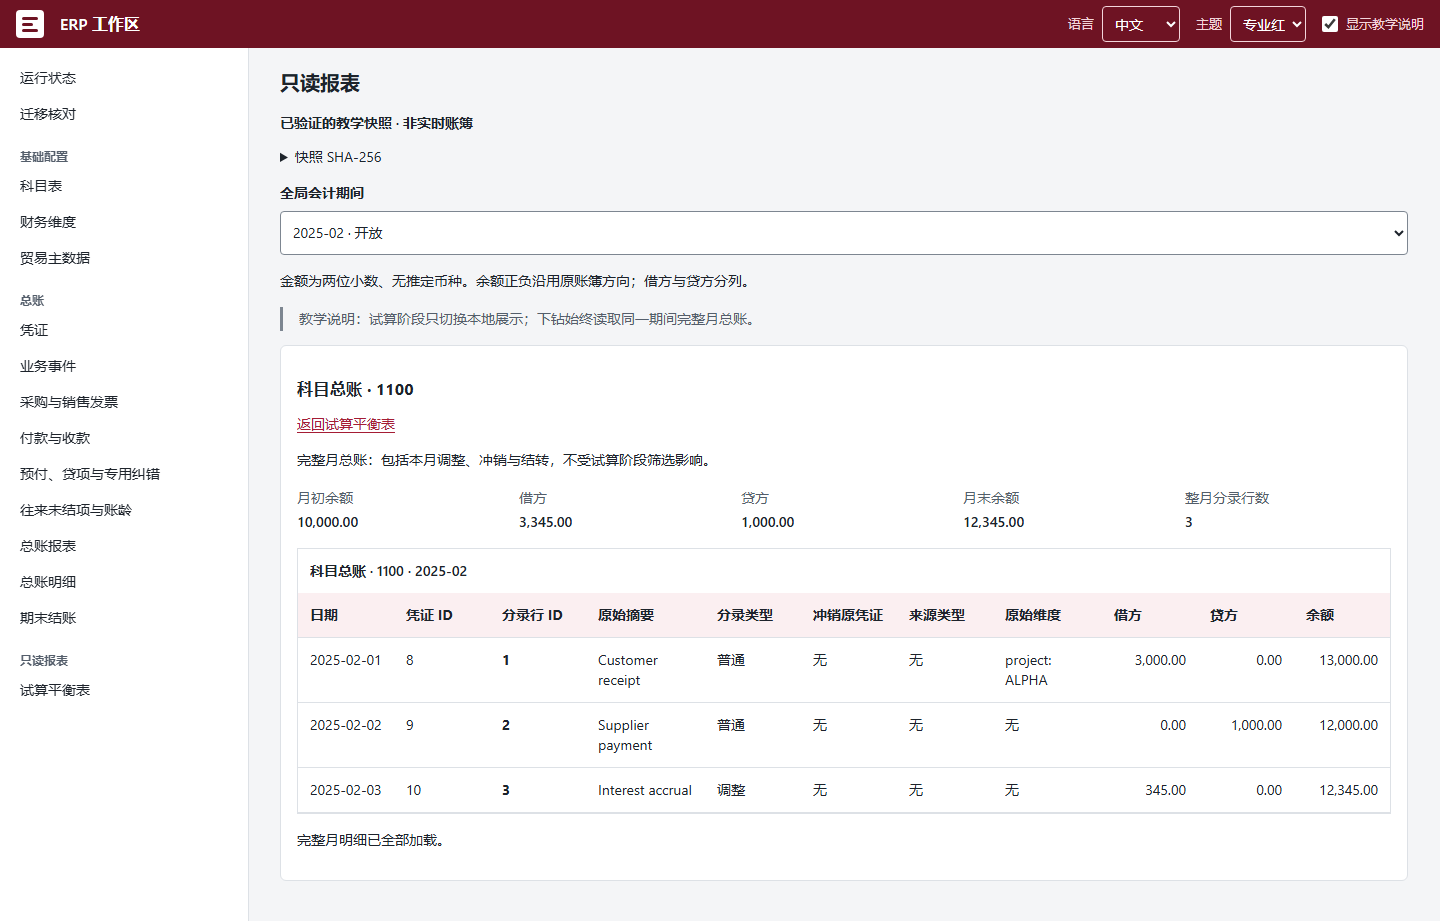 ERP 工作区
语言 中文 主题 专业红 显示教学说明
运行状态
迁移核对
基础配置
科目表
财务维度
贸易主数据
总账
凭证
业务事件
采购与销售发票
付款与收款
预付、贷项与专用纠错
往来未结项与账龄
总账报表
总账明细
期末结账
只读报表
试算平衡表
只读报表
已验证的教学快照 · 非实时账簿
快照 SHA-256
全局会计期间
2025-02 · 开放
金额为两位小数、无推定币种。余额正负沿用原账簿方向；借方与贷方分列。
教学说明：试算阶段只切换本地展示；下钻始终读取同一期间完整月总账。
科目总账 · 1100
返回试算平衡表
完整月总账：包括本月调整、冲销与结转，不受试算阶段筛选影响。
月初余额 借方 贷方 月末余额 整月分录行数
10,000.00 3,345.00 1,000.00 12,345.00 3
科目总账 · 1100 · 2025-02
日期 凭证 ID 分录行 ID 原始摘要 分录类型 冲销原凭证 来源类型 原始维度 借方 贷方 余额
2025-02-01 8 1 Customer receipt 普通 无 无 project: ALPHA 3,000.00 0.00 13,000.00
2025-02-02 9 2 Supplier payment 普通 无 无 无 0.00 1,000.00 12,000.00
2025-02-03 10 3 Interest accrual 调整 无 无 无 345.00 0.00 12,345.00
完整月明细已全部加载。